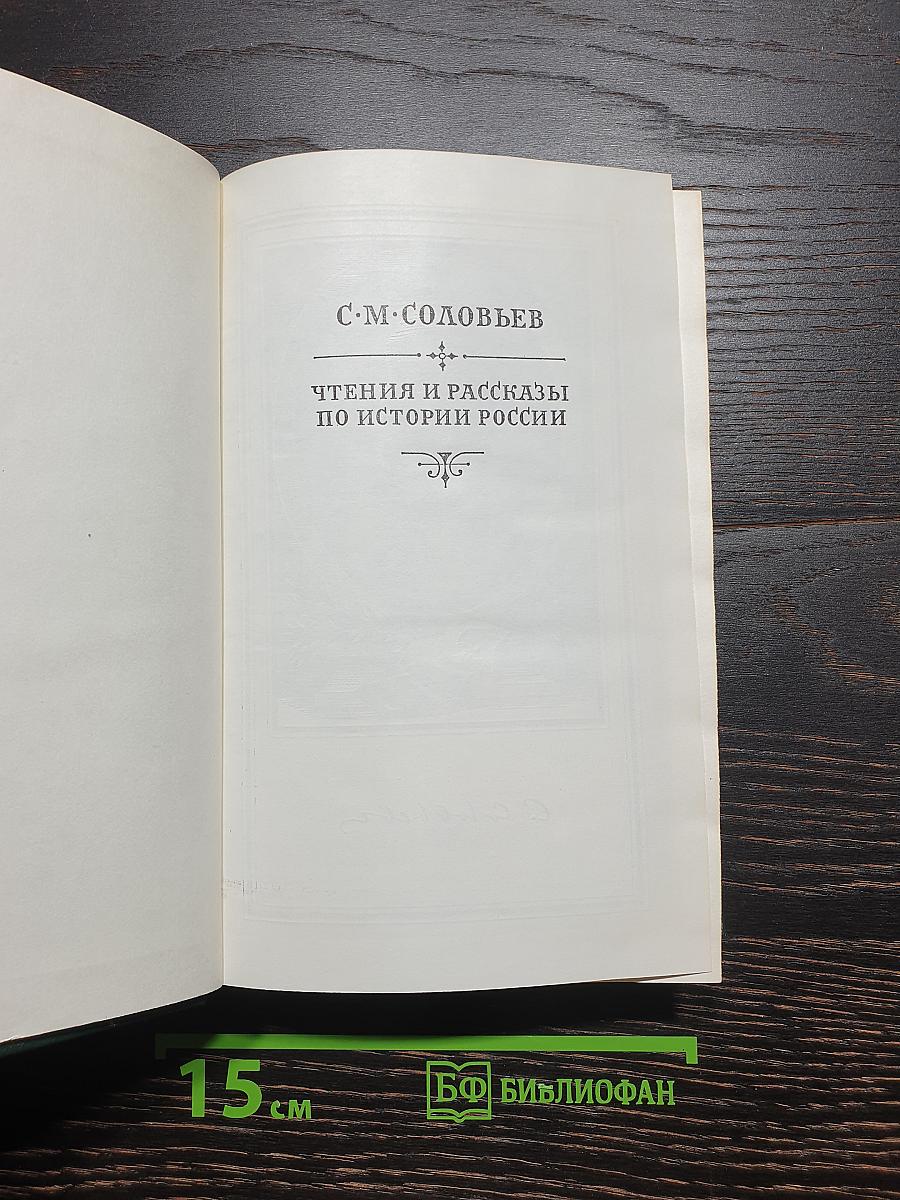 С·М·СОЛОВЬЕВ
ЧТЕНИЯ И РАССКАЗЫ
ПО ИСТОРИИ РОССИИ
15 см
БФ БИБЛИОФАН